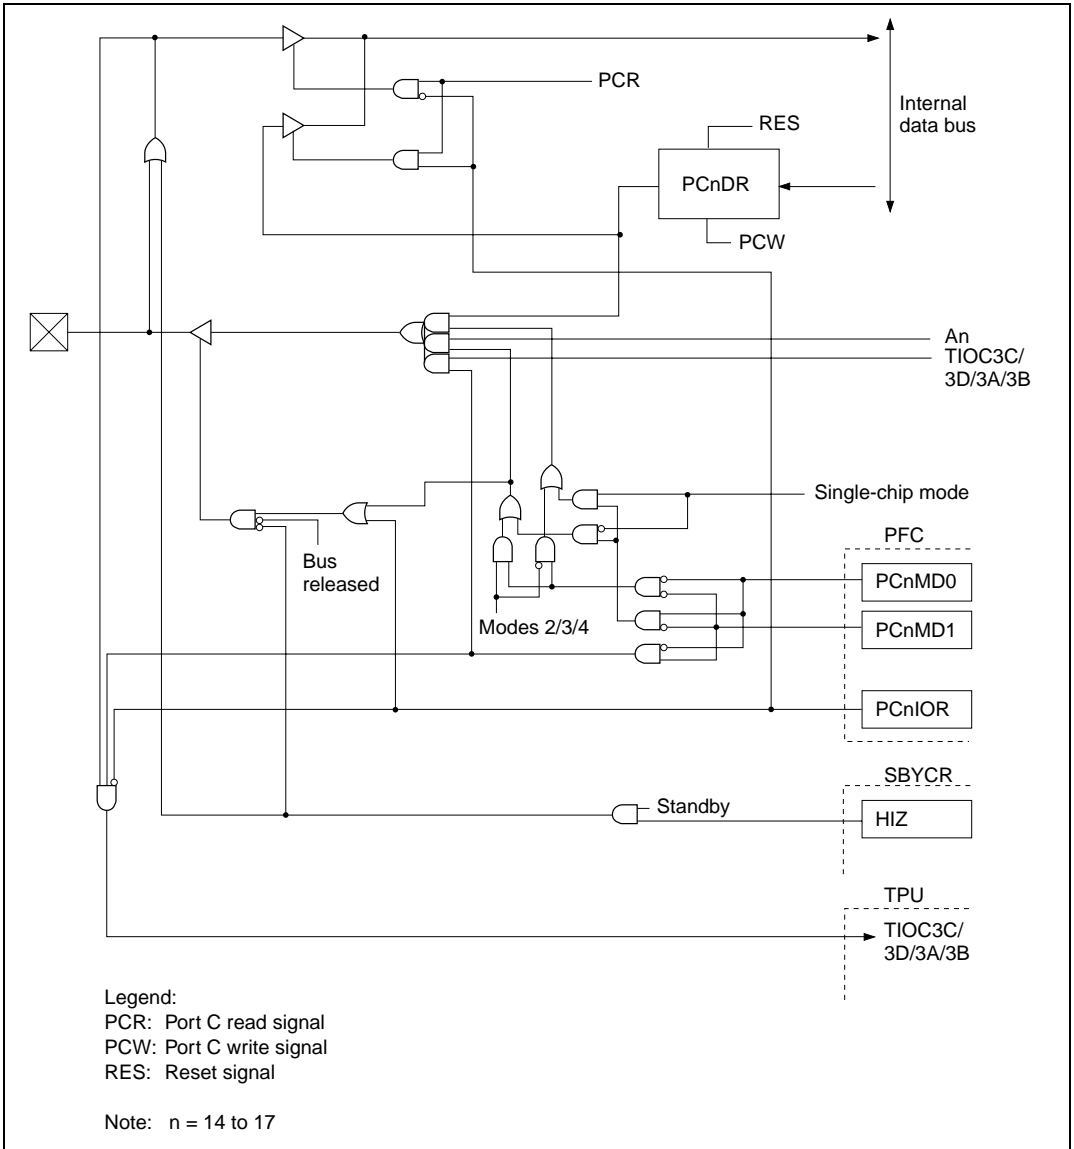 PCR
Internal
data bus
RES
PCnDR
PCW
An
TIOC3C/
3D/3A/3B
Single-chip mode
PFC
Bus
released
PCnMD0
Modes 2/3/4
PCnMD1
PCnIOR
SBYCR
Standby
HIZ
TPU
TIOC3C/
3D/3A/3B
Legend:
PCR: Port C read signal
PCW: Port C write signal
RES: Reset signal
Note: n = 14 to 17